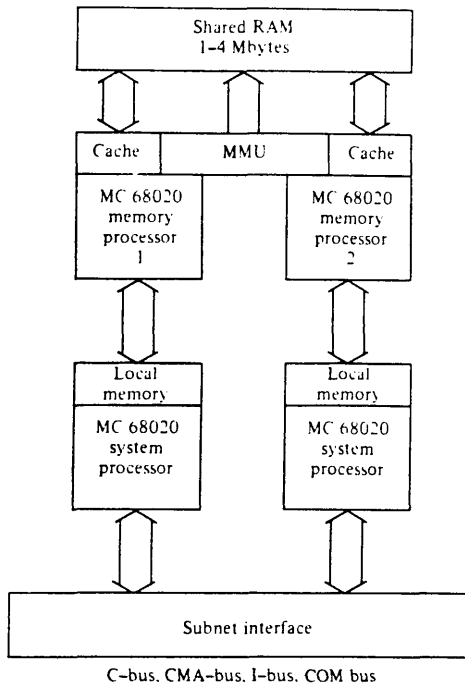 Shared RAM
1-4 Mbytes
Cache
MMU
Cache
MC 68020
memory
processor
1
MC 68020
memory
processor
2
Local
memory
MC 68020
system
processor
Local
memory
MC 68020
system
processor
Subnet interface
C-bus, CMA-bus, I-bus, COM bus